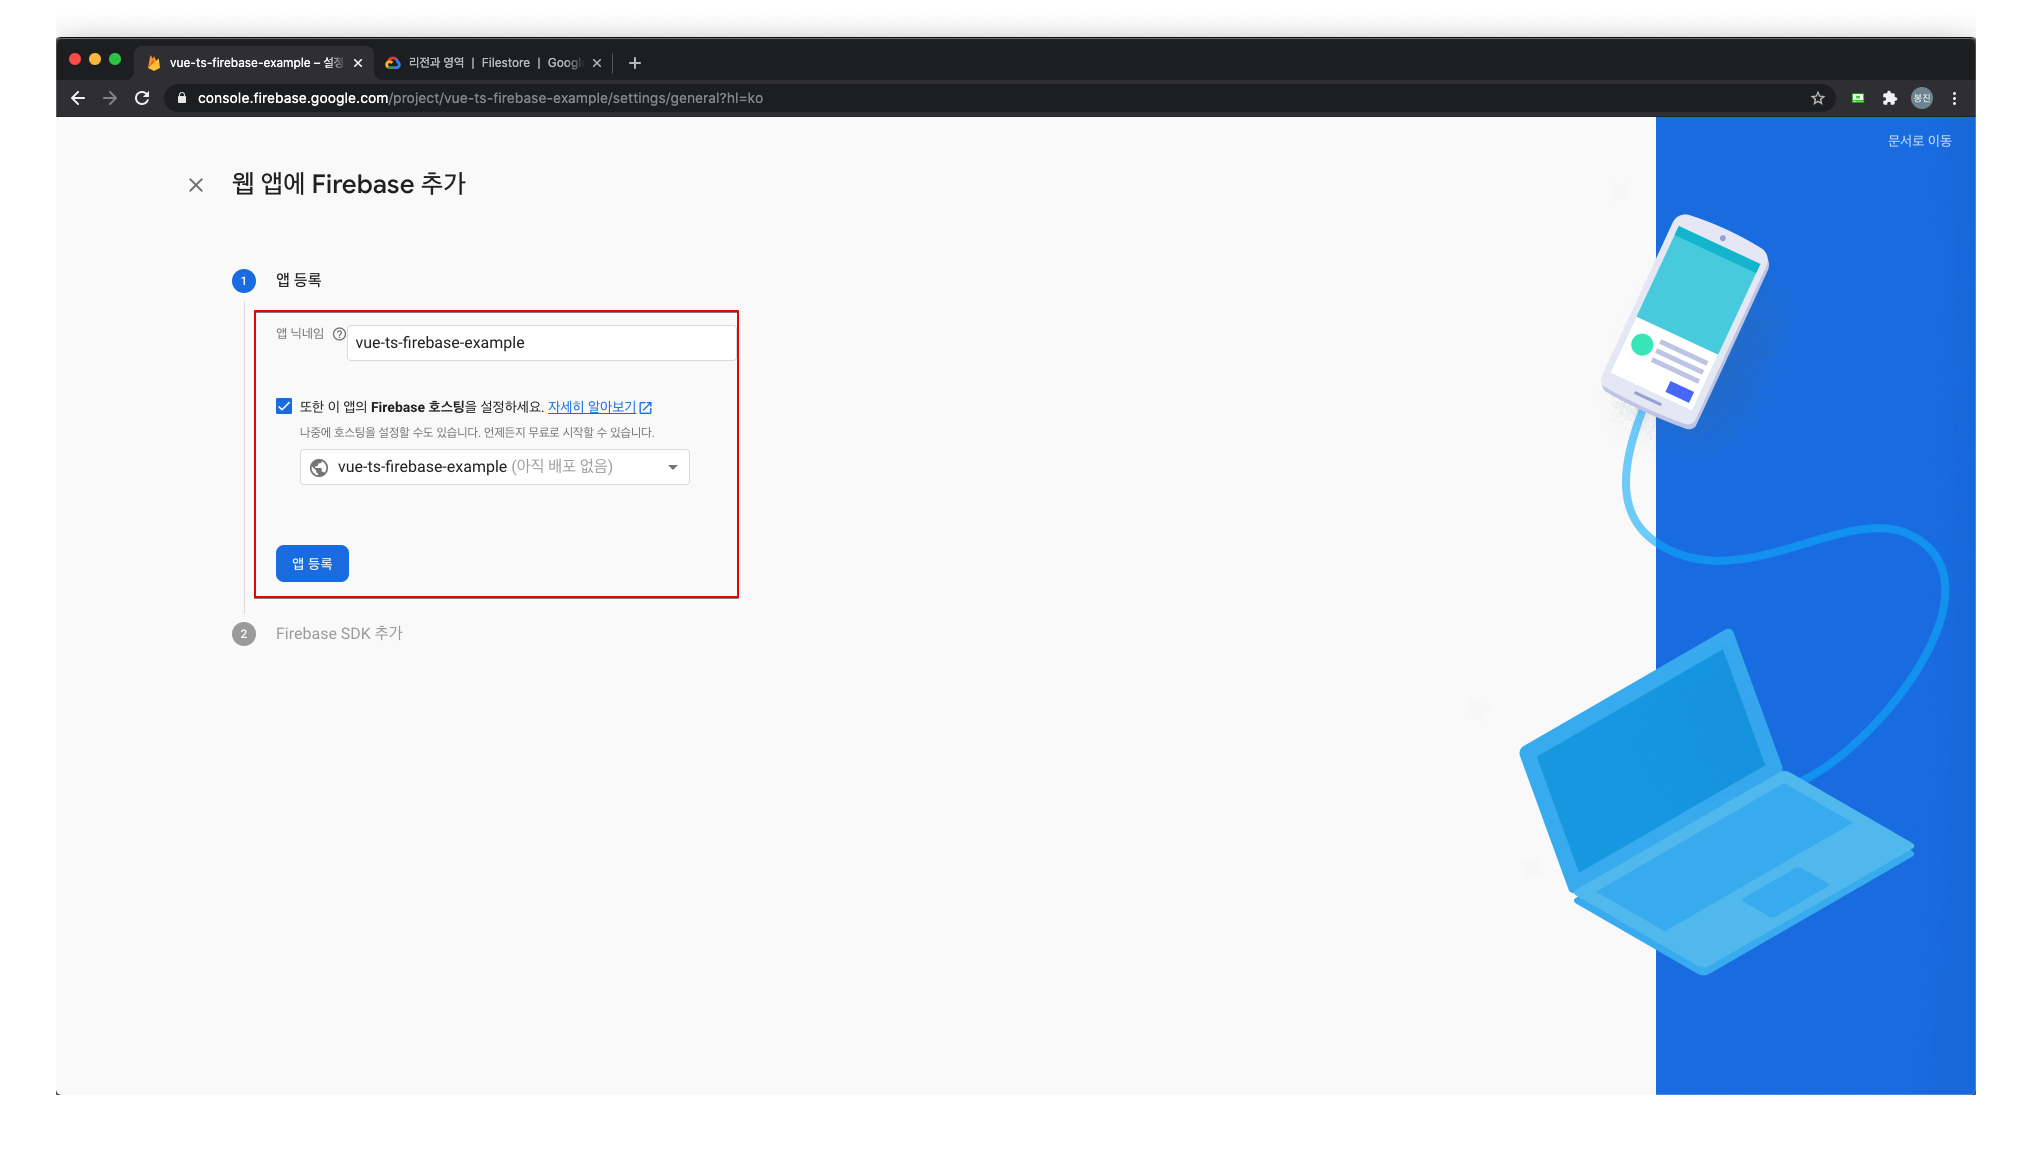 vue-ts-firebase-example – 설정
리전과 영역 | Filestore | Google
console.firebase.google.com/project/vue-ts-firebase-example/settings/general?hl=ko
봉진
문서로 이동
웹 앱에 Firebase 추가
1 앱 등록
앱 닉네임
vue-ts-firebase-example
또한 이 앱의 Firebase 호스팅을 설정하세요. 자세히 알아보기
나중에 호스팅을 설정할 수도 있습니다. 언제든지 무료로 시작할 수 있습니다.
vue-ts-firebase-example (아직 배포 없음)
앱 등록
2 Firebase SDK 추가